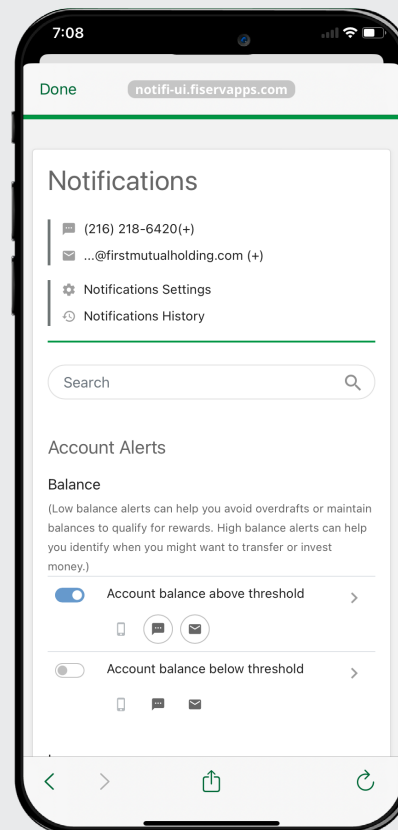 7:08
Done
notifi-ui.fiservapps.com
Notifications
(216) 218-6420(+)
...@firstmutualholding.com (+)
Notifications Settings
Notifications History
Search
Account Alerts
Balance
(Low balance alerts can help you avoid overdrafts or maintain
balances to qualify for rewards. High balance alerts can help
you identify when you might want to transfer or invest
money.)
Account balance above threshold
Account balance below threshold